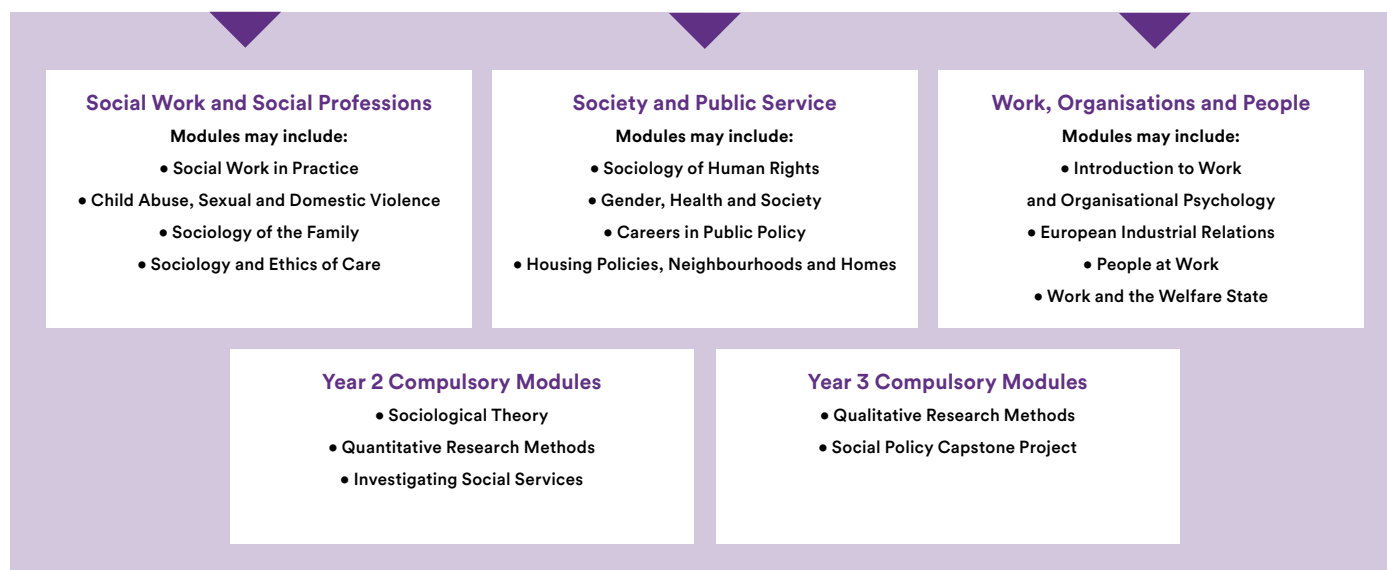 Social Work and Social Professions
Modules may include:
• Social Work in Practice
• Child Abuse, Sexual and Domestic Violence
• Sociology of the Family
• Sociology and Ethics of Care
Society and Public Service
Modules may include:
• Sociology of Human Rights
• Gender, Health and Society
• Careers in Public Policy
• Housing Policies, Neighbourhoods and Homes
Work, Organisations and People
Modules may include:
• Introduction to Work
and Organisational Psychology
• European Industrial Relations
• People at Work
• Work and the Welfare State
Year 2 Compulsory Modules
• Sociological Theory
• Quantitative Research Methods
• Investigating Social Services
Year 3 Compulsory Modules
• Qualitative Research Methods
• Social Policy Capstone Project